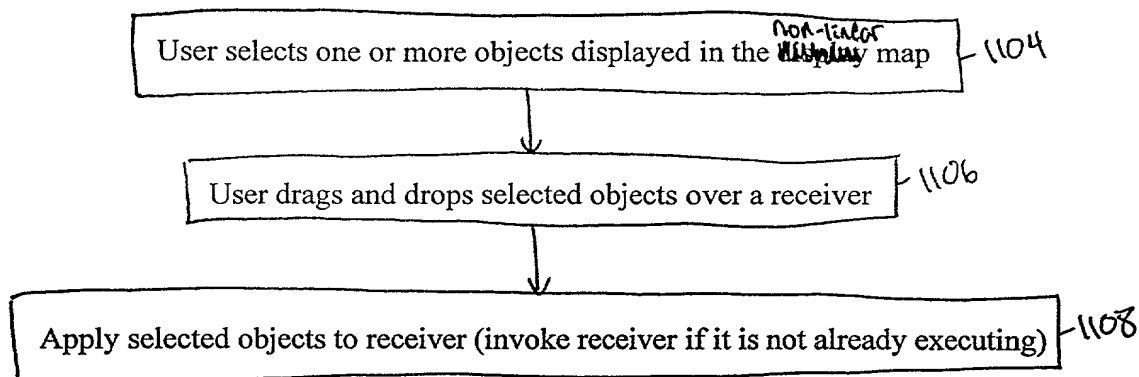 User selects one or more objects displayed in the non-linear map 1104
User drags and drops selected objects over a receiver 1106
Apply selected objects to receiver (invoke receiver if it is not already executing) 1108